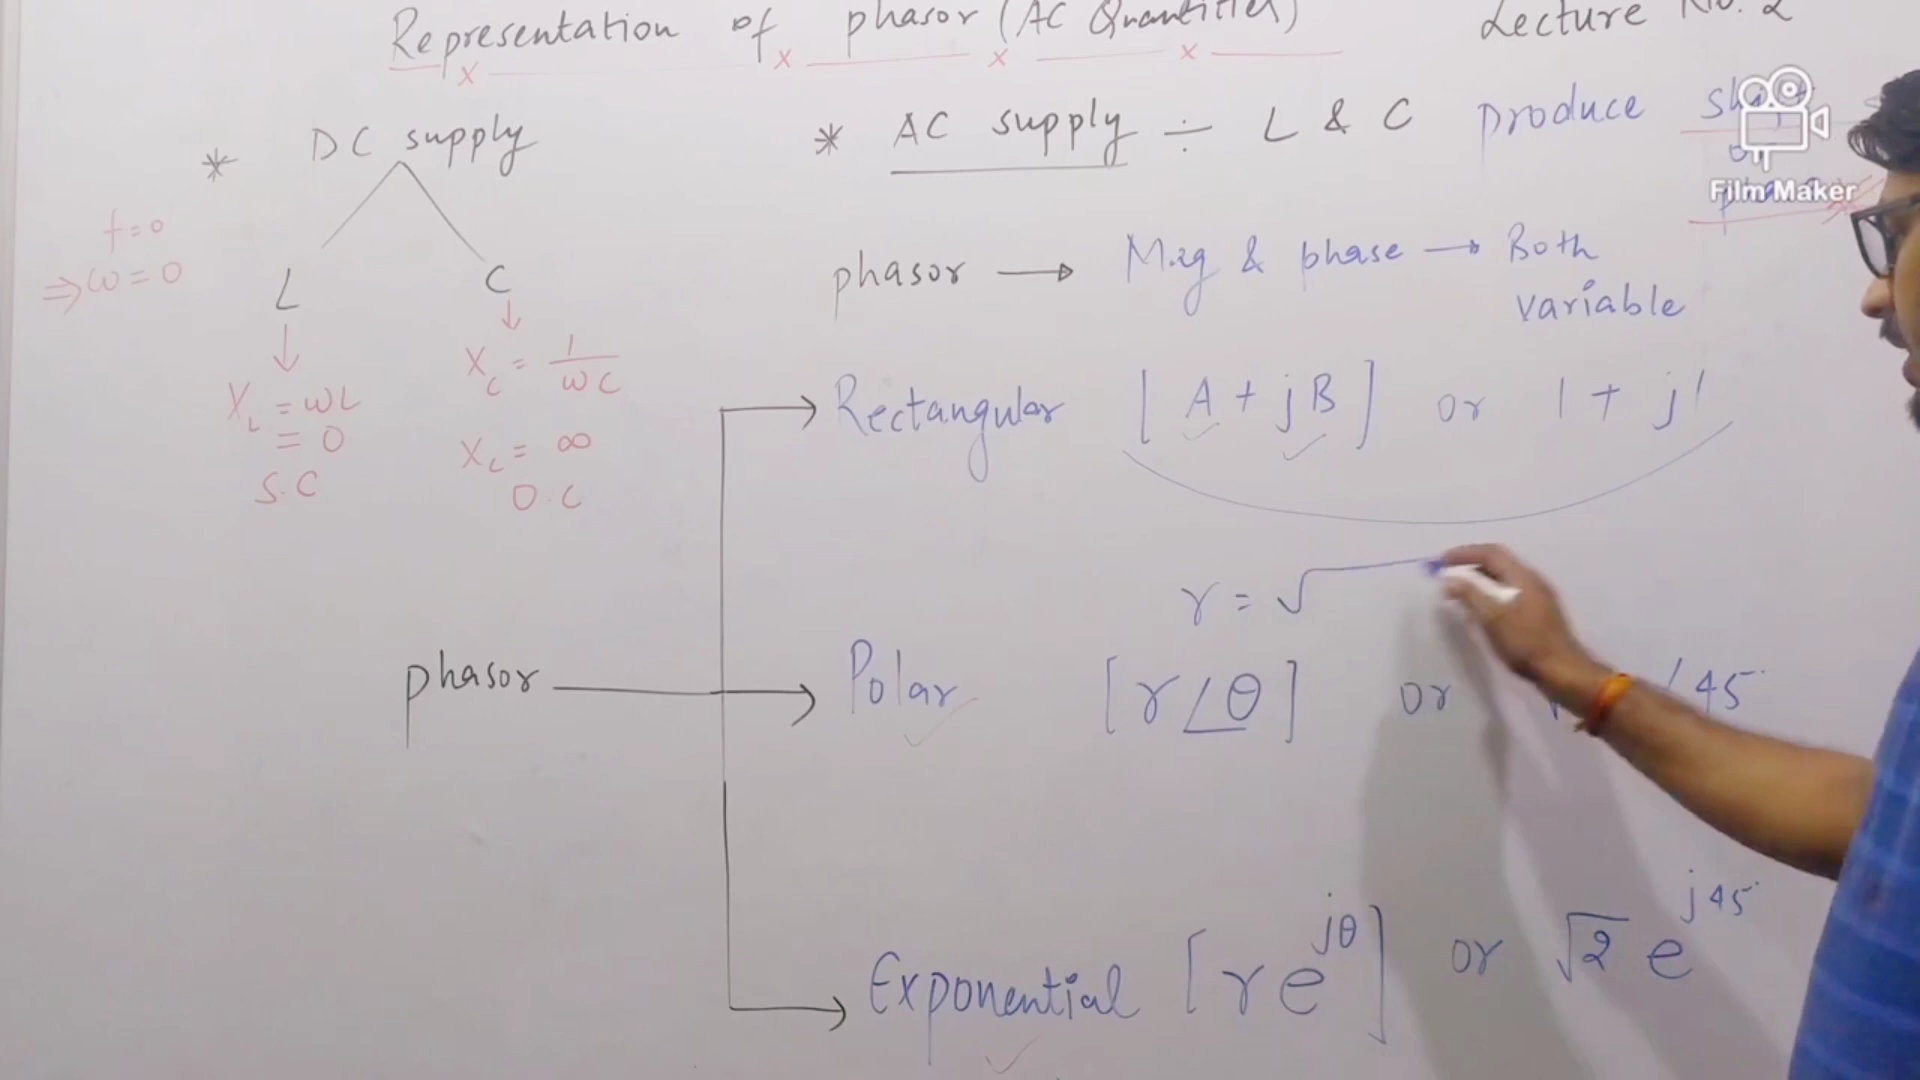 Representation of phasor (AC Quantities)
Lecture No. 2
* DC supply
f = 0
⇒ ω = 0
L
C
X_L = ωL
= 0
S.C
X_C = 1/ωC
X_C = ∞
O.C
* AC supply ÷ L & C produce
Film Maker
phasor → Mag & phase → Both
variable
phasor
Rectangular [A + jB] or 1 + j1
r = √
Polar [r∠θ] or ∠45°
Exponential [re^jθ] or √2 e^j45°